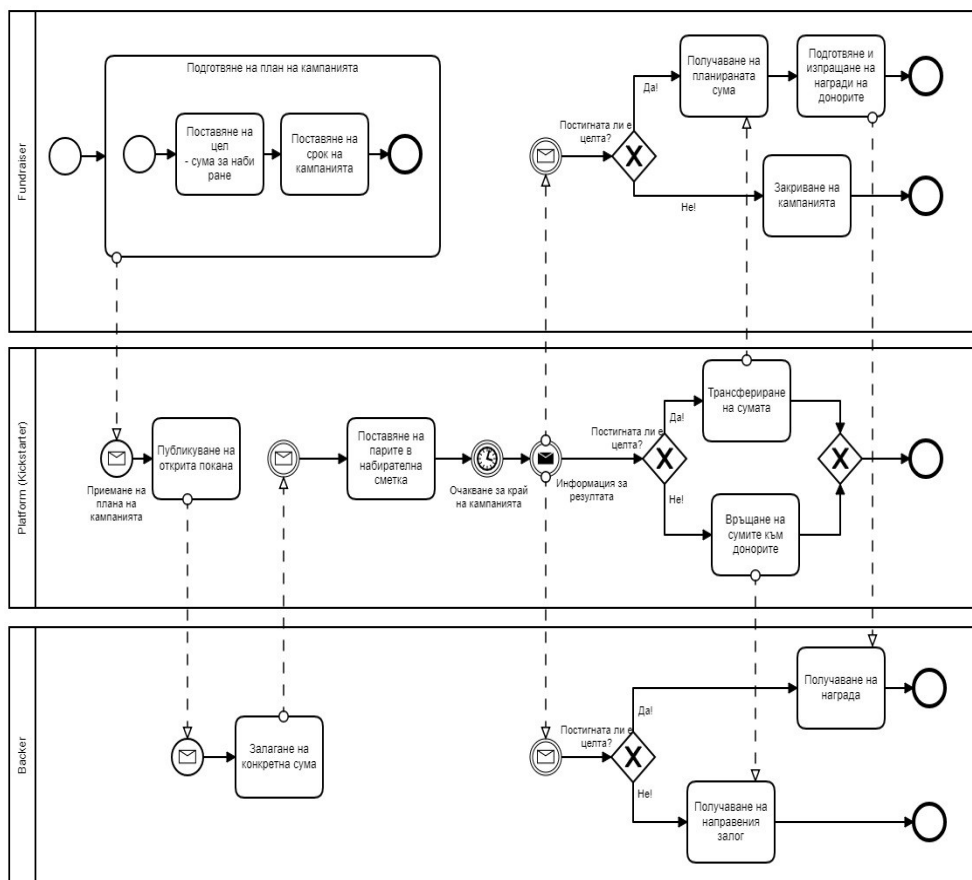 Fundraiser
Подготвяне на план на кампанията
Поставяне на
цел
- сума за наби
ране
Поставяне на
срок на
кампанията
Постигната ли е
целта?
Да!
Не!
Получаване на
планираната
сума
Подготвяне и
изпращане на
награди на
донорите
Закриване на
кампанията
Platform (Kickstarter)
Приемане на
плана на
кампанията
Публикуване на
открита покана
Поставяне на
парите в
набирателна
сметка
Очакване за край
на кампанията
Информация за
резултата
Постигната ли е
целта?
Да!
Не!
Трансфериране
на сумата
Връщане на
сумите към
донорите
Backer
Залагане на
конкретна сума
Постигната ли е
целта?
Да!
Не!
Получаване на
награда
Получаване на
направения
залог